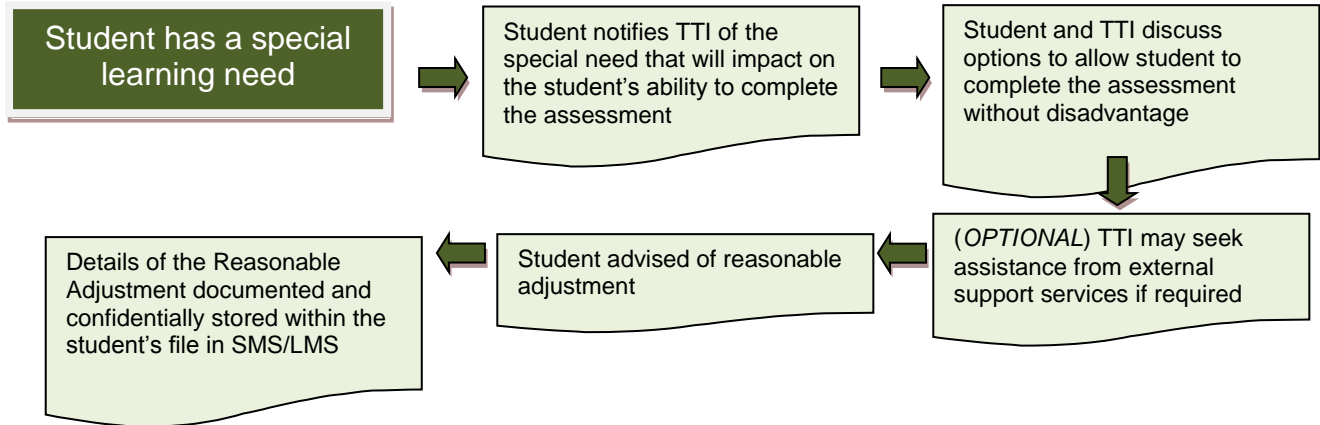 Student has a special
learning need
Student notifies TTI of the
special need that will impact on
the student’s ability to complete
the assessment
Student and TTI discuss
options to allow student to
complete the assessment
without disadvantage
(OPTIONAL) TTI may seek
assistance from external
support services if required
Student advised of reasonable
adjustment
Details of the Reasonable
Adjustment documented and
confidentially stored within the
student’s file in SMS/LMS